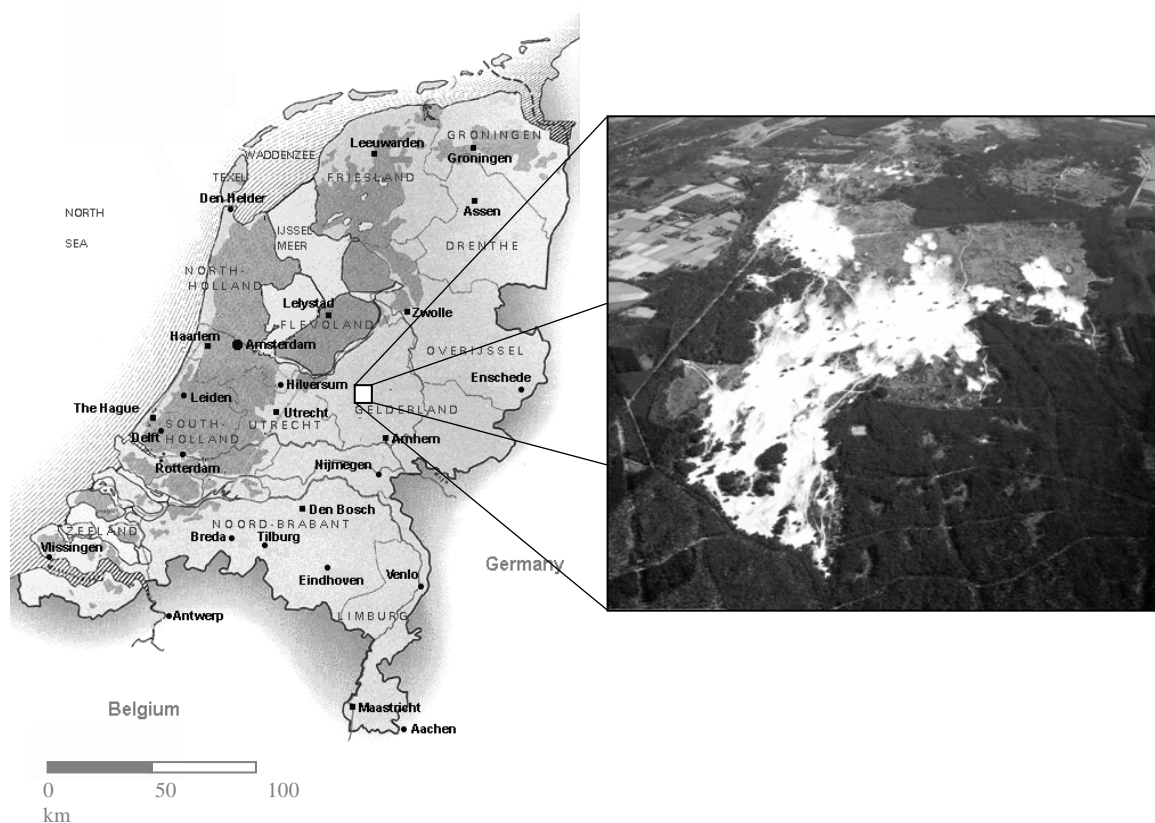 GRONINGEN
Leeuwarden
Groningen
WADDENZEE
TEXEL
FRIESLAND
Den Helder
NORTH
SEA
Assen
IJSSEL
MEER
DRENTHE
NORTH-
HOLLAND
Lelystad
FLEVOLAND
Zwolle
Haarlem
Amsterdam
OVERIJSSEL
Hilversum
Enschede
Leiden
The Hague
Utrecht
GELDERLAND
SOUTH-
HOLLAND
UTRECHT
Delft
Arnhem
Rotterdam
Nijmegen
Den Bosch
NOORD-BRABANT
ZEELAND
Breda
Tilburg
Vlissingen
Eindhoven
Venlo
Germany
LIMBURG
Antwerp
Belgium
Maastricht
Aachen
0 50 100
km